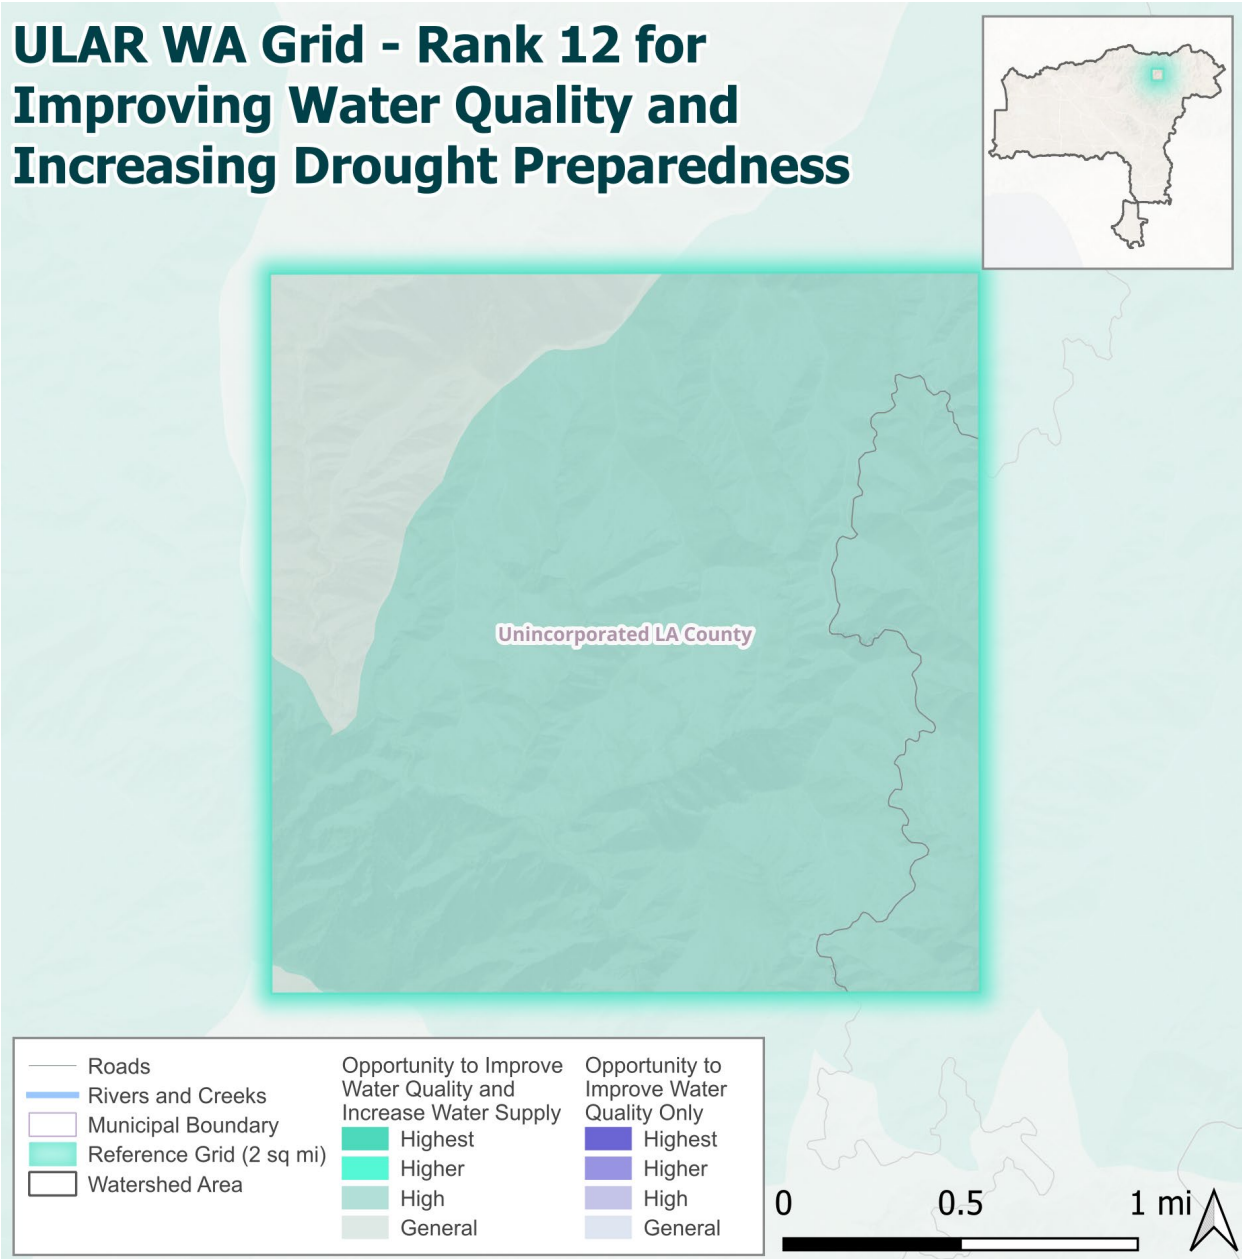 ULAR WA Grid - Rank 12 for
Improving Water Quality and
Increasing Drought Preparedness
Unincorporated LA County
Roads
Rivers and Creeks
Municipal Boundary
Reference Grid (2 sq mi)
Watershed Area
Opportunity to Improve
Water Quality and
Increase Water Supply
Highest
Higher
High
General
Opportunity to
Improve Water
Quality Only
Highest
Higher
High
General
0 0.5 1 mi